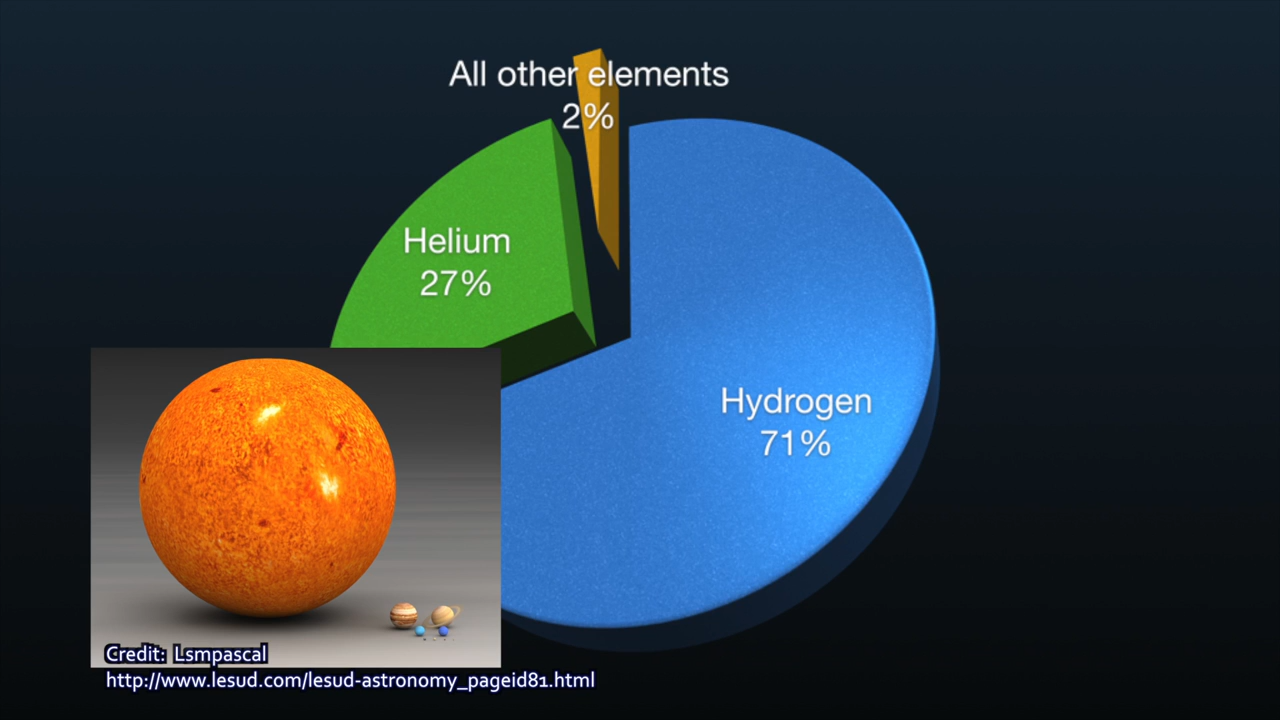 All other elements
2%
Helium
27%
Hydrogen
71%
Credit: Lsmpascal
http://www.lesud.com/lesud-astronomy_pageid81.html